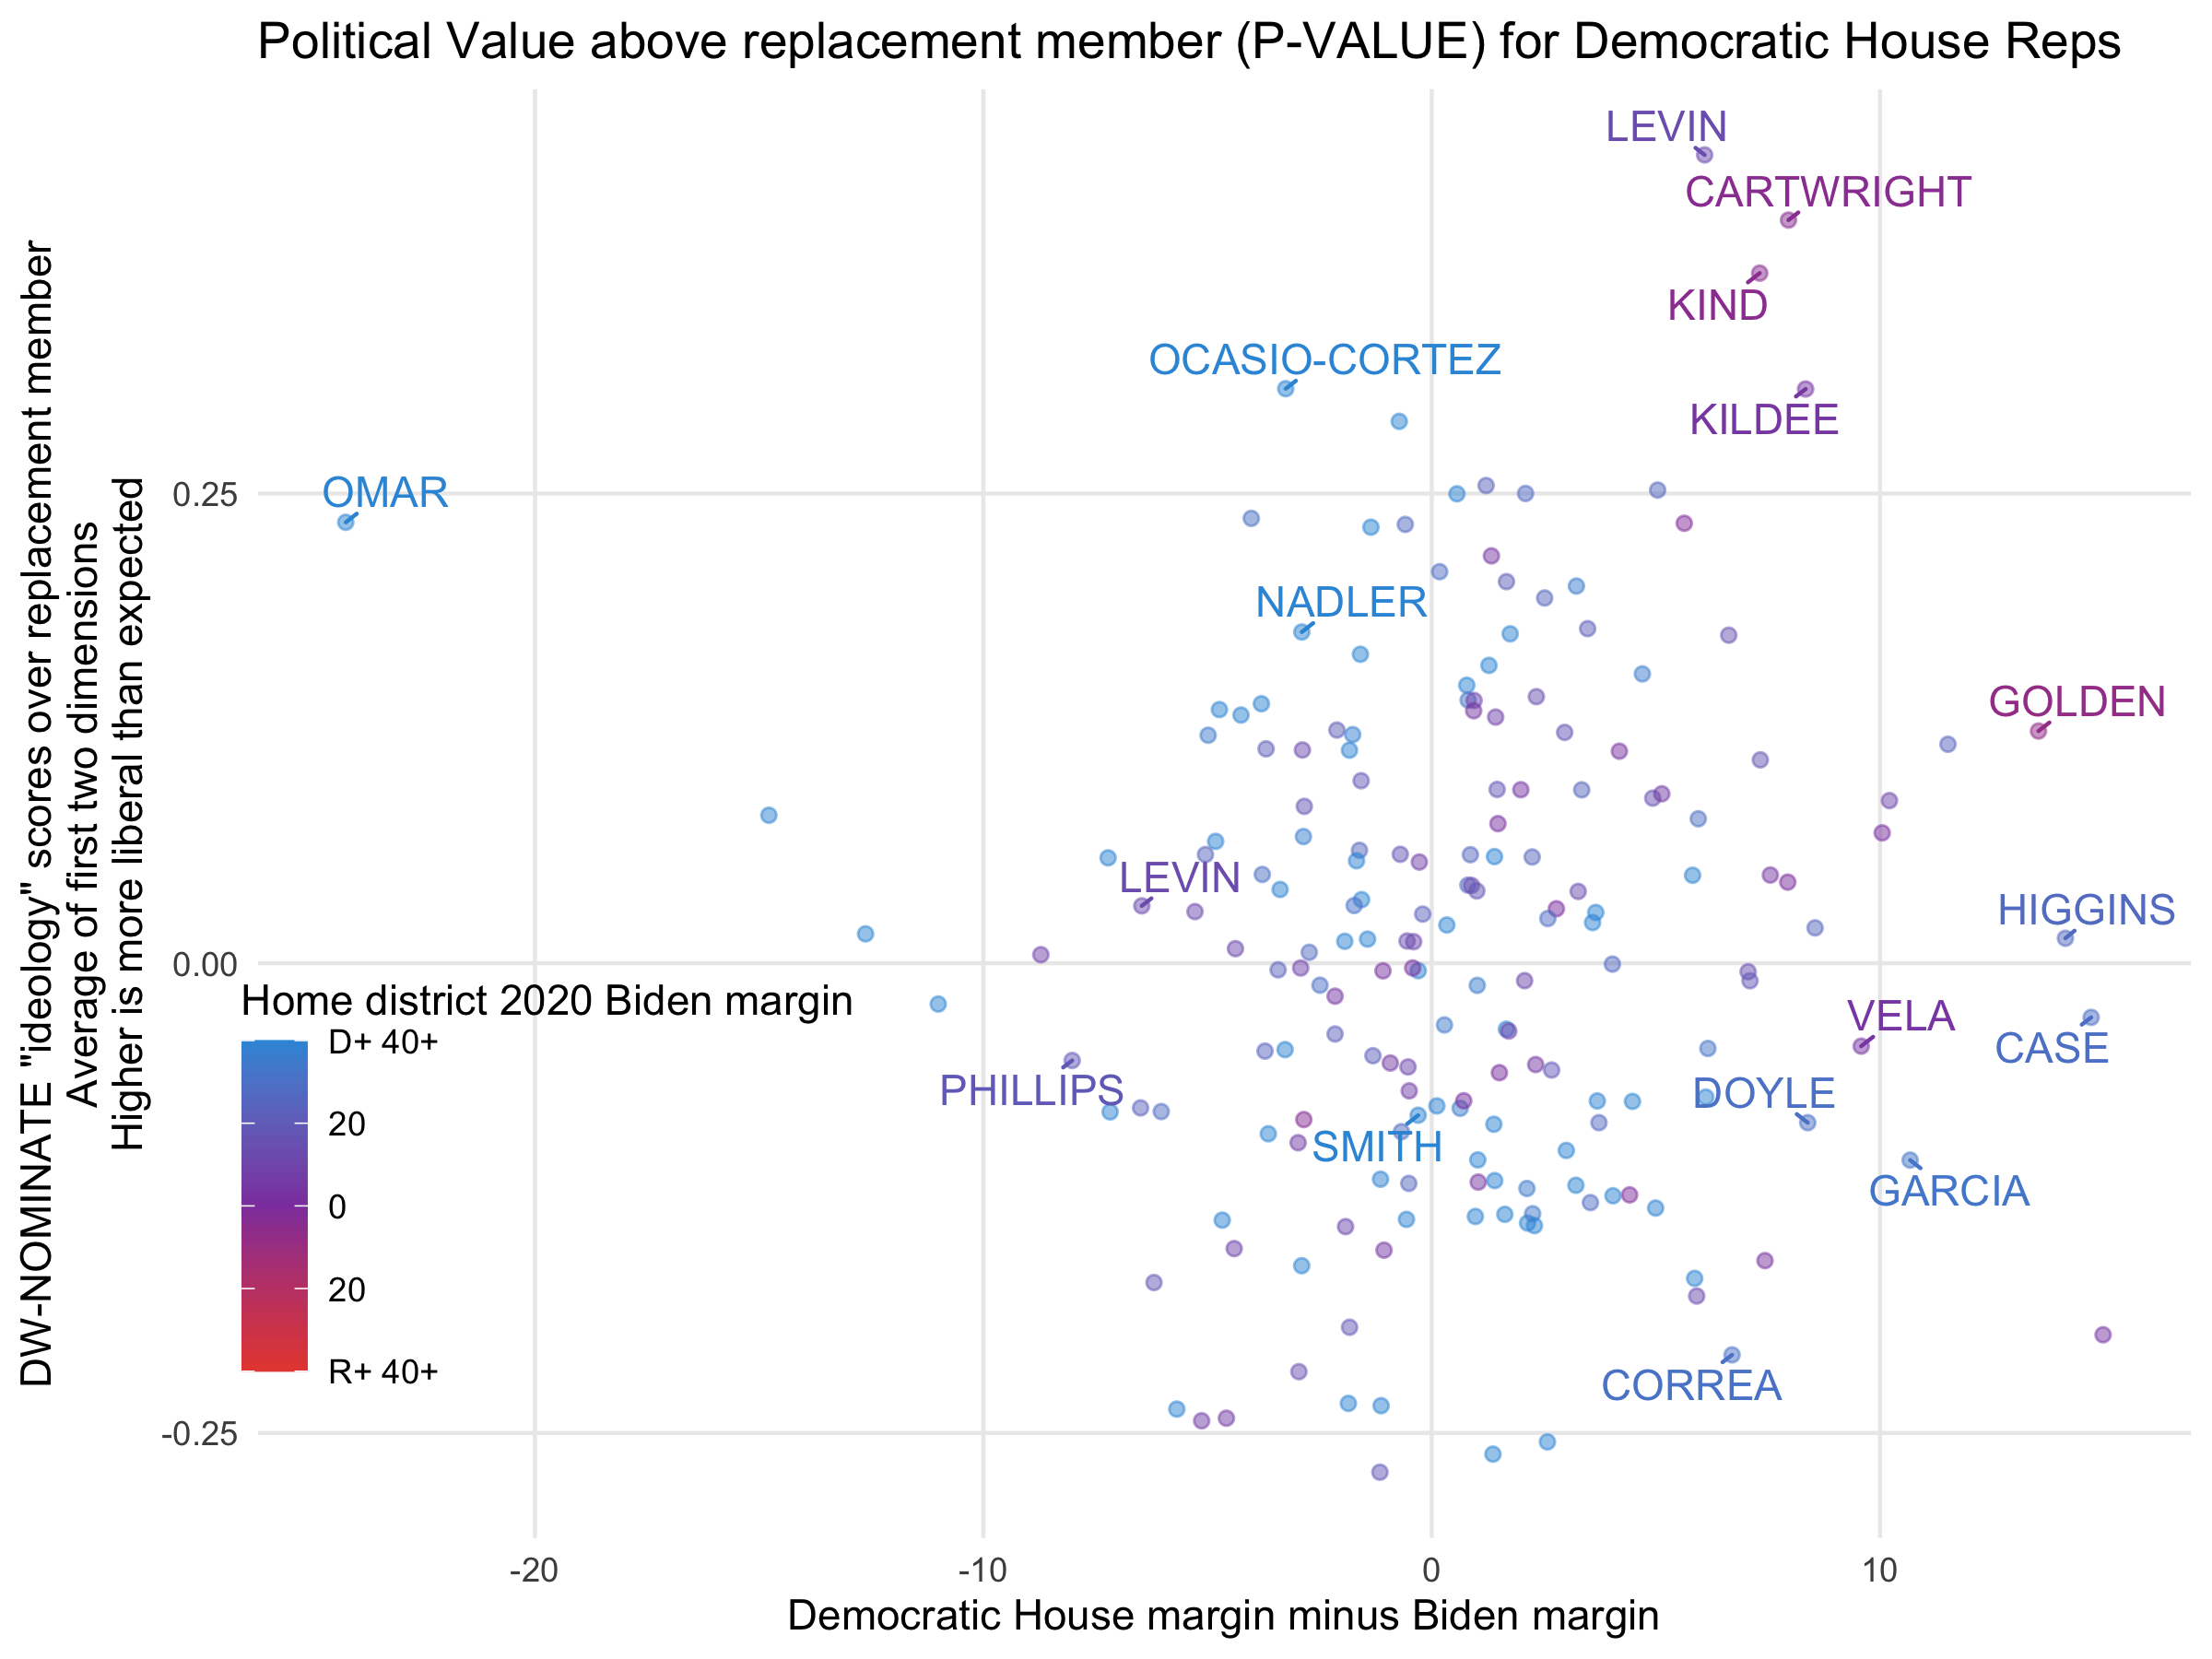 Political Value above replacement member (P-VALUE) for Democratic House Reps
DW-NOMINATE "ideology" scores over replacement member
Average of first two dimensions
Higher is more liberal than expected
0.25
0.00
-0.25
LEVIN
CARTWRIGHT
KIND
OCASIO-CORTEZ
KILDEE
OMAR
NADLER
GOLDEN
LEVIN
HIGGINS
VELA
CASE
PHILLIPS
DOYLE
SMITH
GARCIA
CORREA
Home district 2020 Biden margin
D+ 40+
20
0
20
R+ 40+
-20
-10
0
10
Democratic House margin minus Biden margin